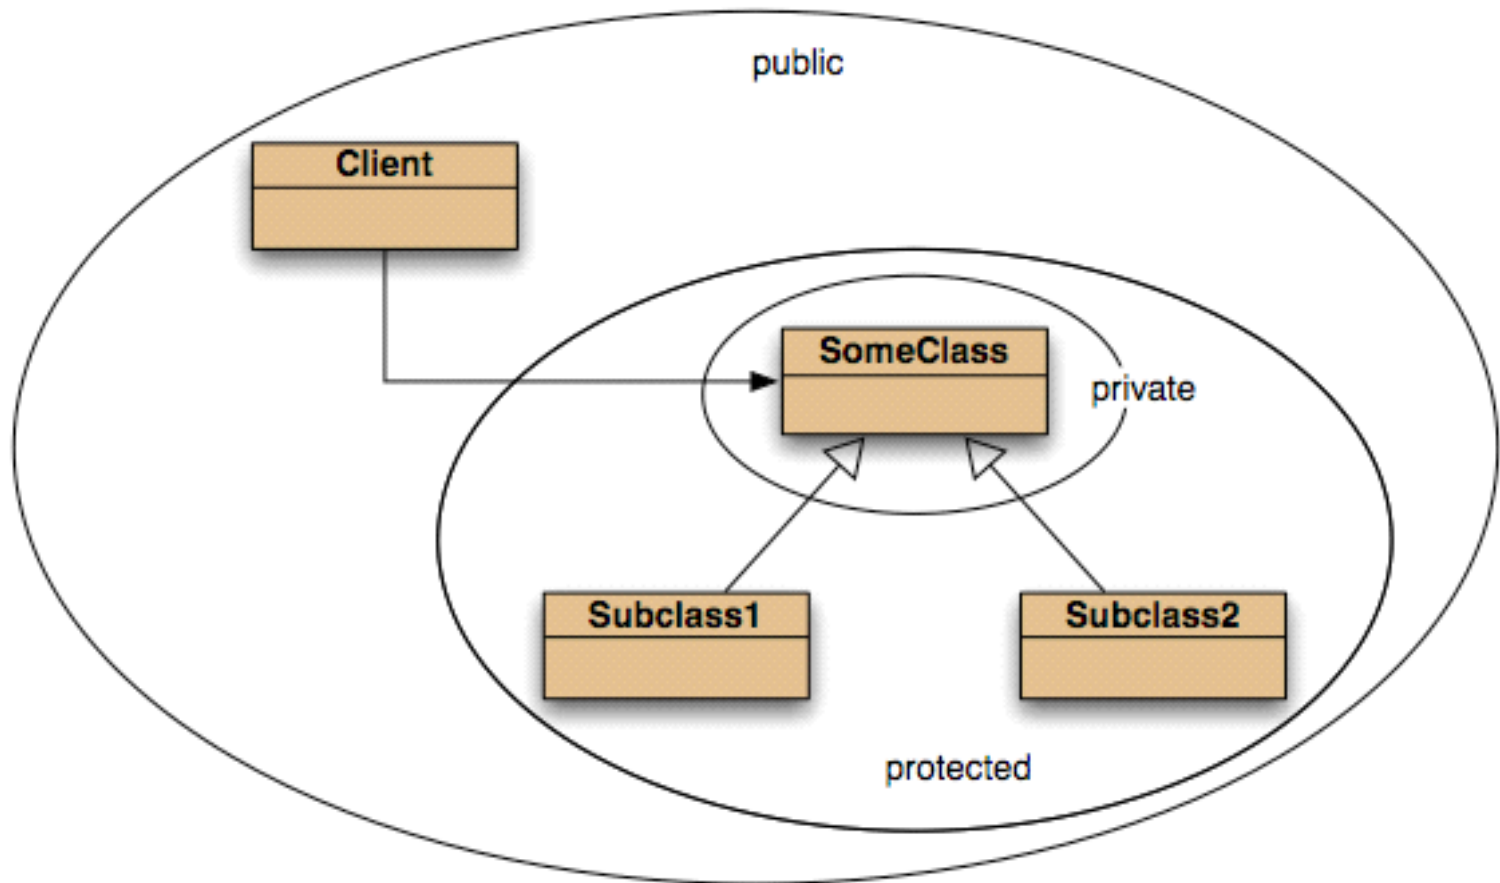 public
Client
SomeClass
private
Subclass1
Subclass2
protected